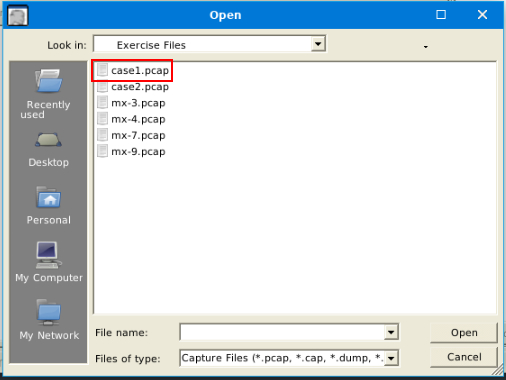 Open
Look in:
Exercise Files
case1.pcap
case2.pcap
mx-3.pcap
mx-4.pcap
mx-7.pcap
mx-9.pcap
Recently
used
Desktop
Personal
My Computer
My Network
File name:
Open
Files of type:
Capture Files (*.pcap, *.cap, *.dump, *.
Cancel